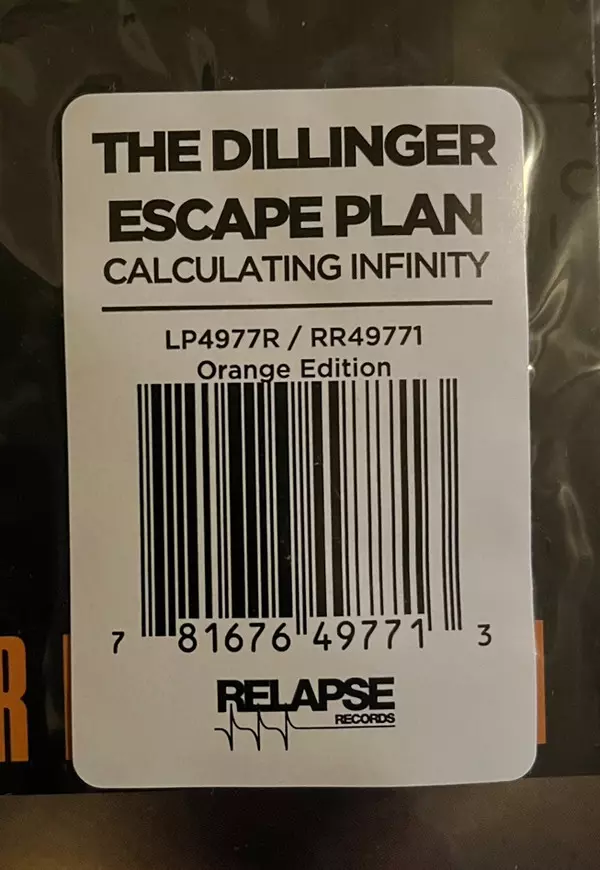 THE DILLINGER
ESCAPE PLAN
CALCULATING INFINITY
LP4977R / RR49771
Orange Edition
7 81676 49771 3
RELAPSE
RECORDS
R